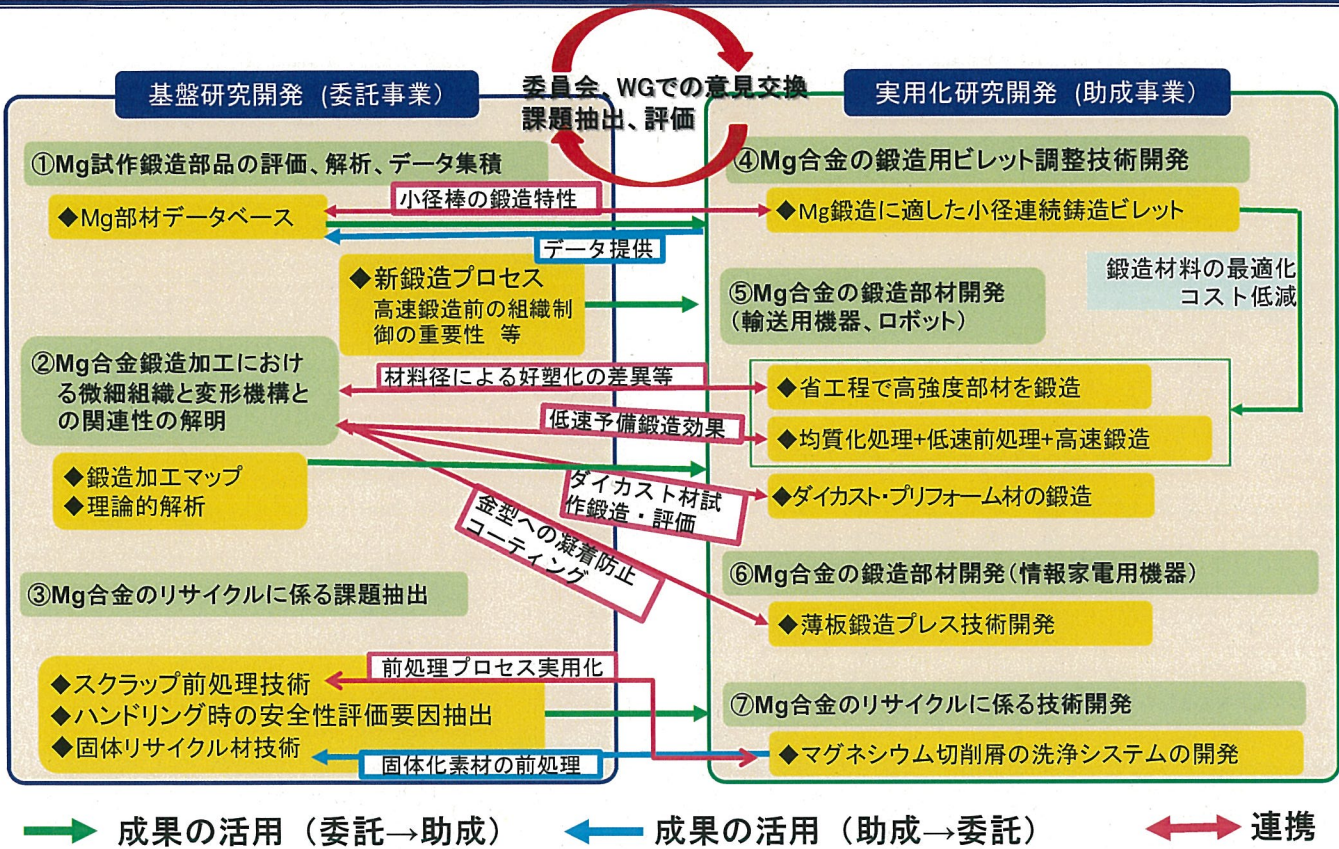 委員会、WGでの意見交換
課題抽出、評価
基盤研究開発 (委託事業)
①Mg試作鍛造部品の評価、解析、データ集積
◆Mg部材データベース
小径棒の鍛造特性
データ提供
◆新鍛造プロセス
高速鍛造前の組織制
御の重要性 等
②Mg合金鍛造加工におけ
る微細組織と変形機構と
の関連性の解明
材料径による好塑化の差異等
低速予備鍛造効果
◆鍛造加工マップ
◆理論的解析
ダイカスト材試
作鍛造・評価
金型への凝着防止
コーティング
③Mg合金のリサイクルに係る課題抽出
前処理プロセス実用化
◆スクラップ前処理技術
◆ハンドリング時の安全性評価要因抽出
◆固体リサイクル材技術
固体化素材の前処理
実用化研究開発 (助成事業)
④Mg合金の鍛造用ビレット調整技術開発
◆Mg鍛造に適した小径連続鋳造ビレット
鍛造材料の最適化
コスト低減
⑤Mg合金の鍛造部材開発
(輸送用機器、ロボット)
◆省工程で高強度部材を鍛造
◆均質化処理+低速前処理+高速鍛造
◆ダイカスト・プリフォーム材の鍛造
⑥Mg合金の鍛造部材開発(情報家電用機器)
◆薄板鍛造プレス技術開発
⑦Mg合金のリサイクルに係る技術開発
◆マグネシウム切削屑の洗浄システムの開発
成果の活用 (委託→助成)
成果の活用 (助成→委託)
連携